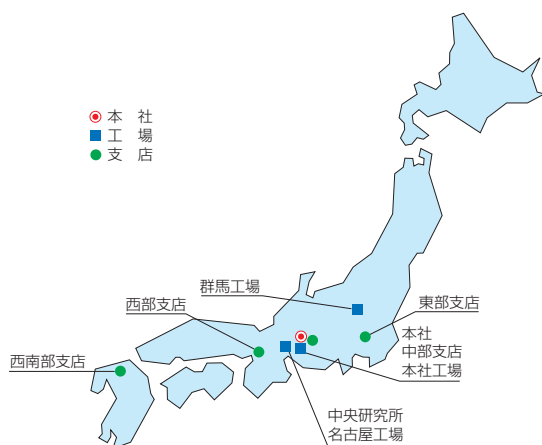 本　社
工　場
支　店
群馬工場
西部支店
東部支店
本社
中部支店
本社工場
西南部支店
中央研究所
名古屋工場